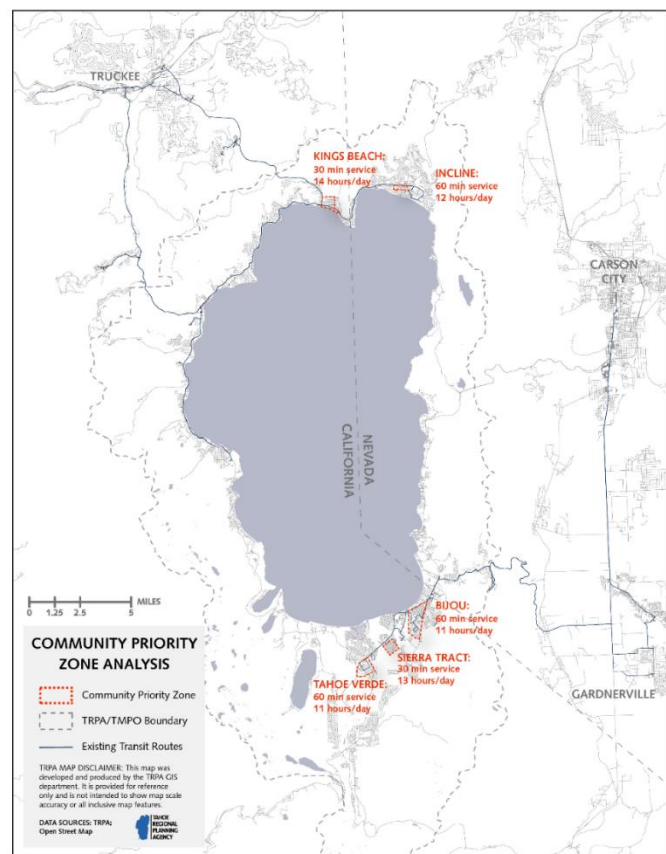 TRUCKEE
KINGS BEACH:
30 min service
14 hours/day
INCLINE:
60 min service
12 hours/day
CARSON
CITY
NEVADA
CALIFORNIA
MILES
5 1.25 2.5 5
BIJOU:
60 min service
11 hours/day
SIERRA TRACT:
30 min service
13 hours/day
TAHOE VERDE:
60 min service
11 hours/day
GARDNERVILLE
COMMUNITY PRIORITY
ZONE ANALYSIS
Community Priority Zone
TRPA/TMPO Boundary
Existing Transit Routes
TRPA MAP DISCLAIMER: This map was
developed and produced by the TRPA GIS
department. It is provided for reference
only and is not intended to show map scale
accuracy or all inclusive map features.
DATA SOURCES: TRPA;
Open Street Map
TAHOE
REGIONAL
PLANNING
AGENCY